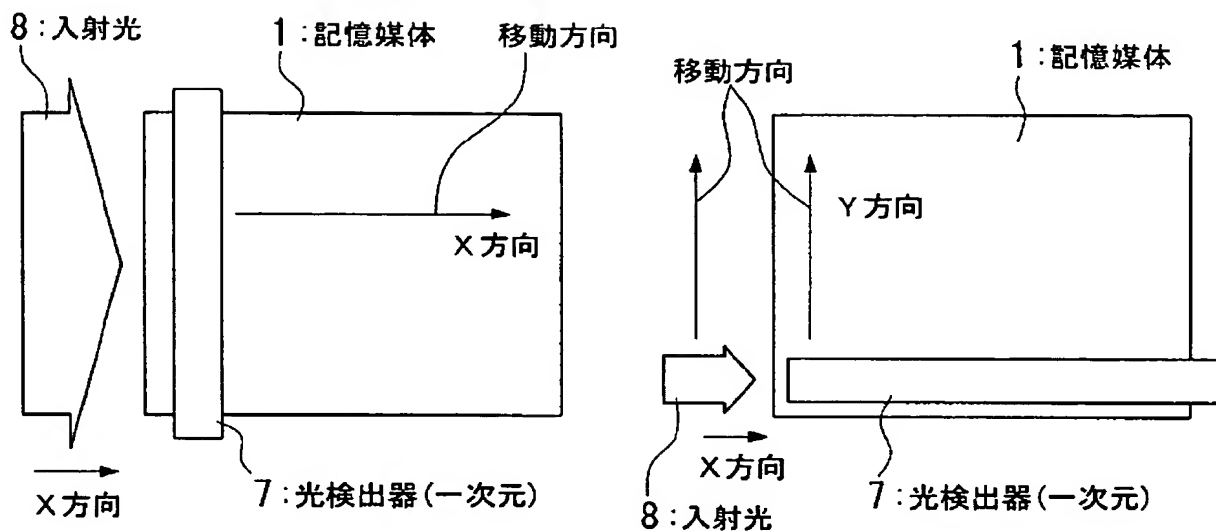 8:入射光
1:記憶媒体
移動方向
X方向
X方向
7:光検出器(一次元)
移動方向
1:記憶媒体
Y方向
X方向
7:光検出器(一次元)
8:入射光